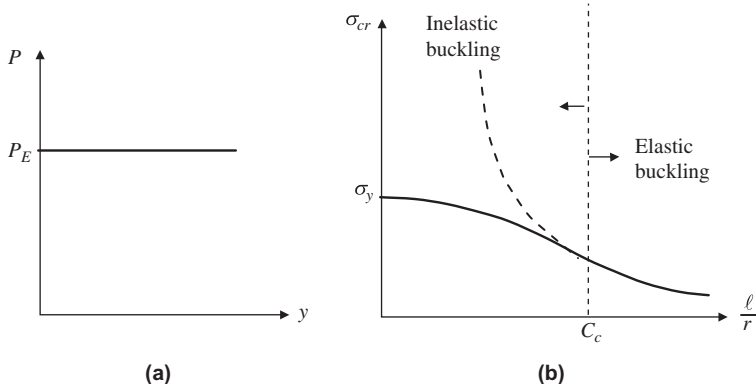 P
P_E
y
(a)
σ_cr
Inelastic
buckling
Elastic
buckling
σ_y
C_c
ℓ/r
(b)